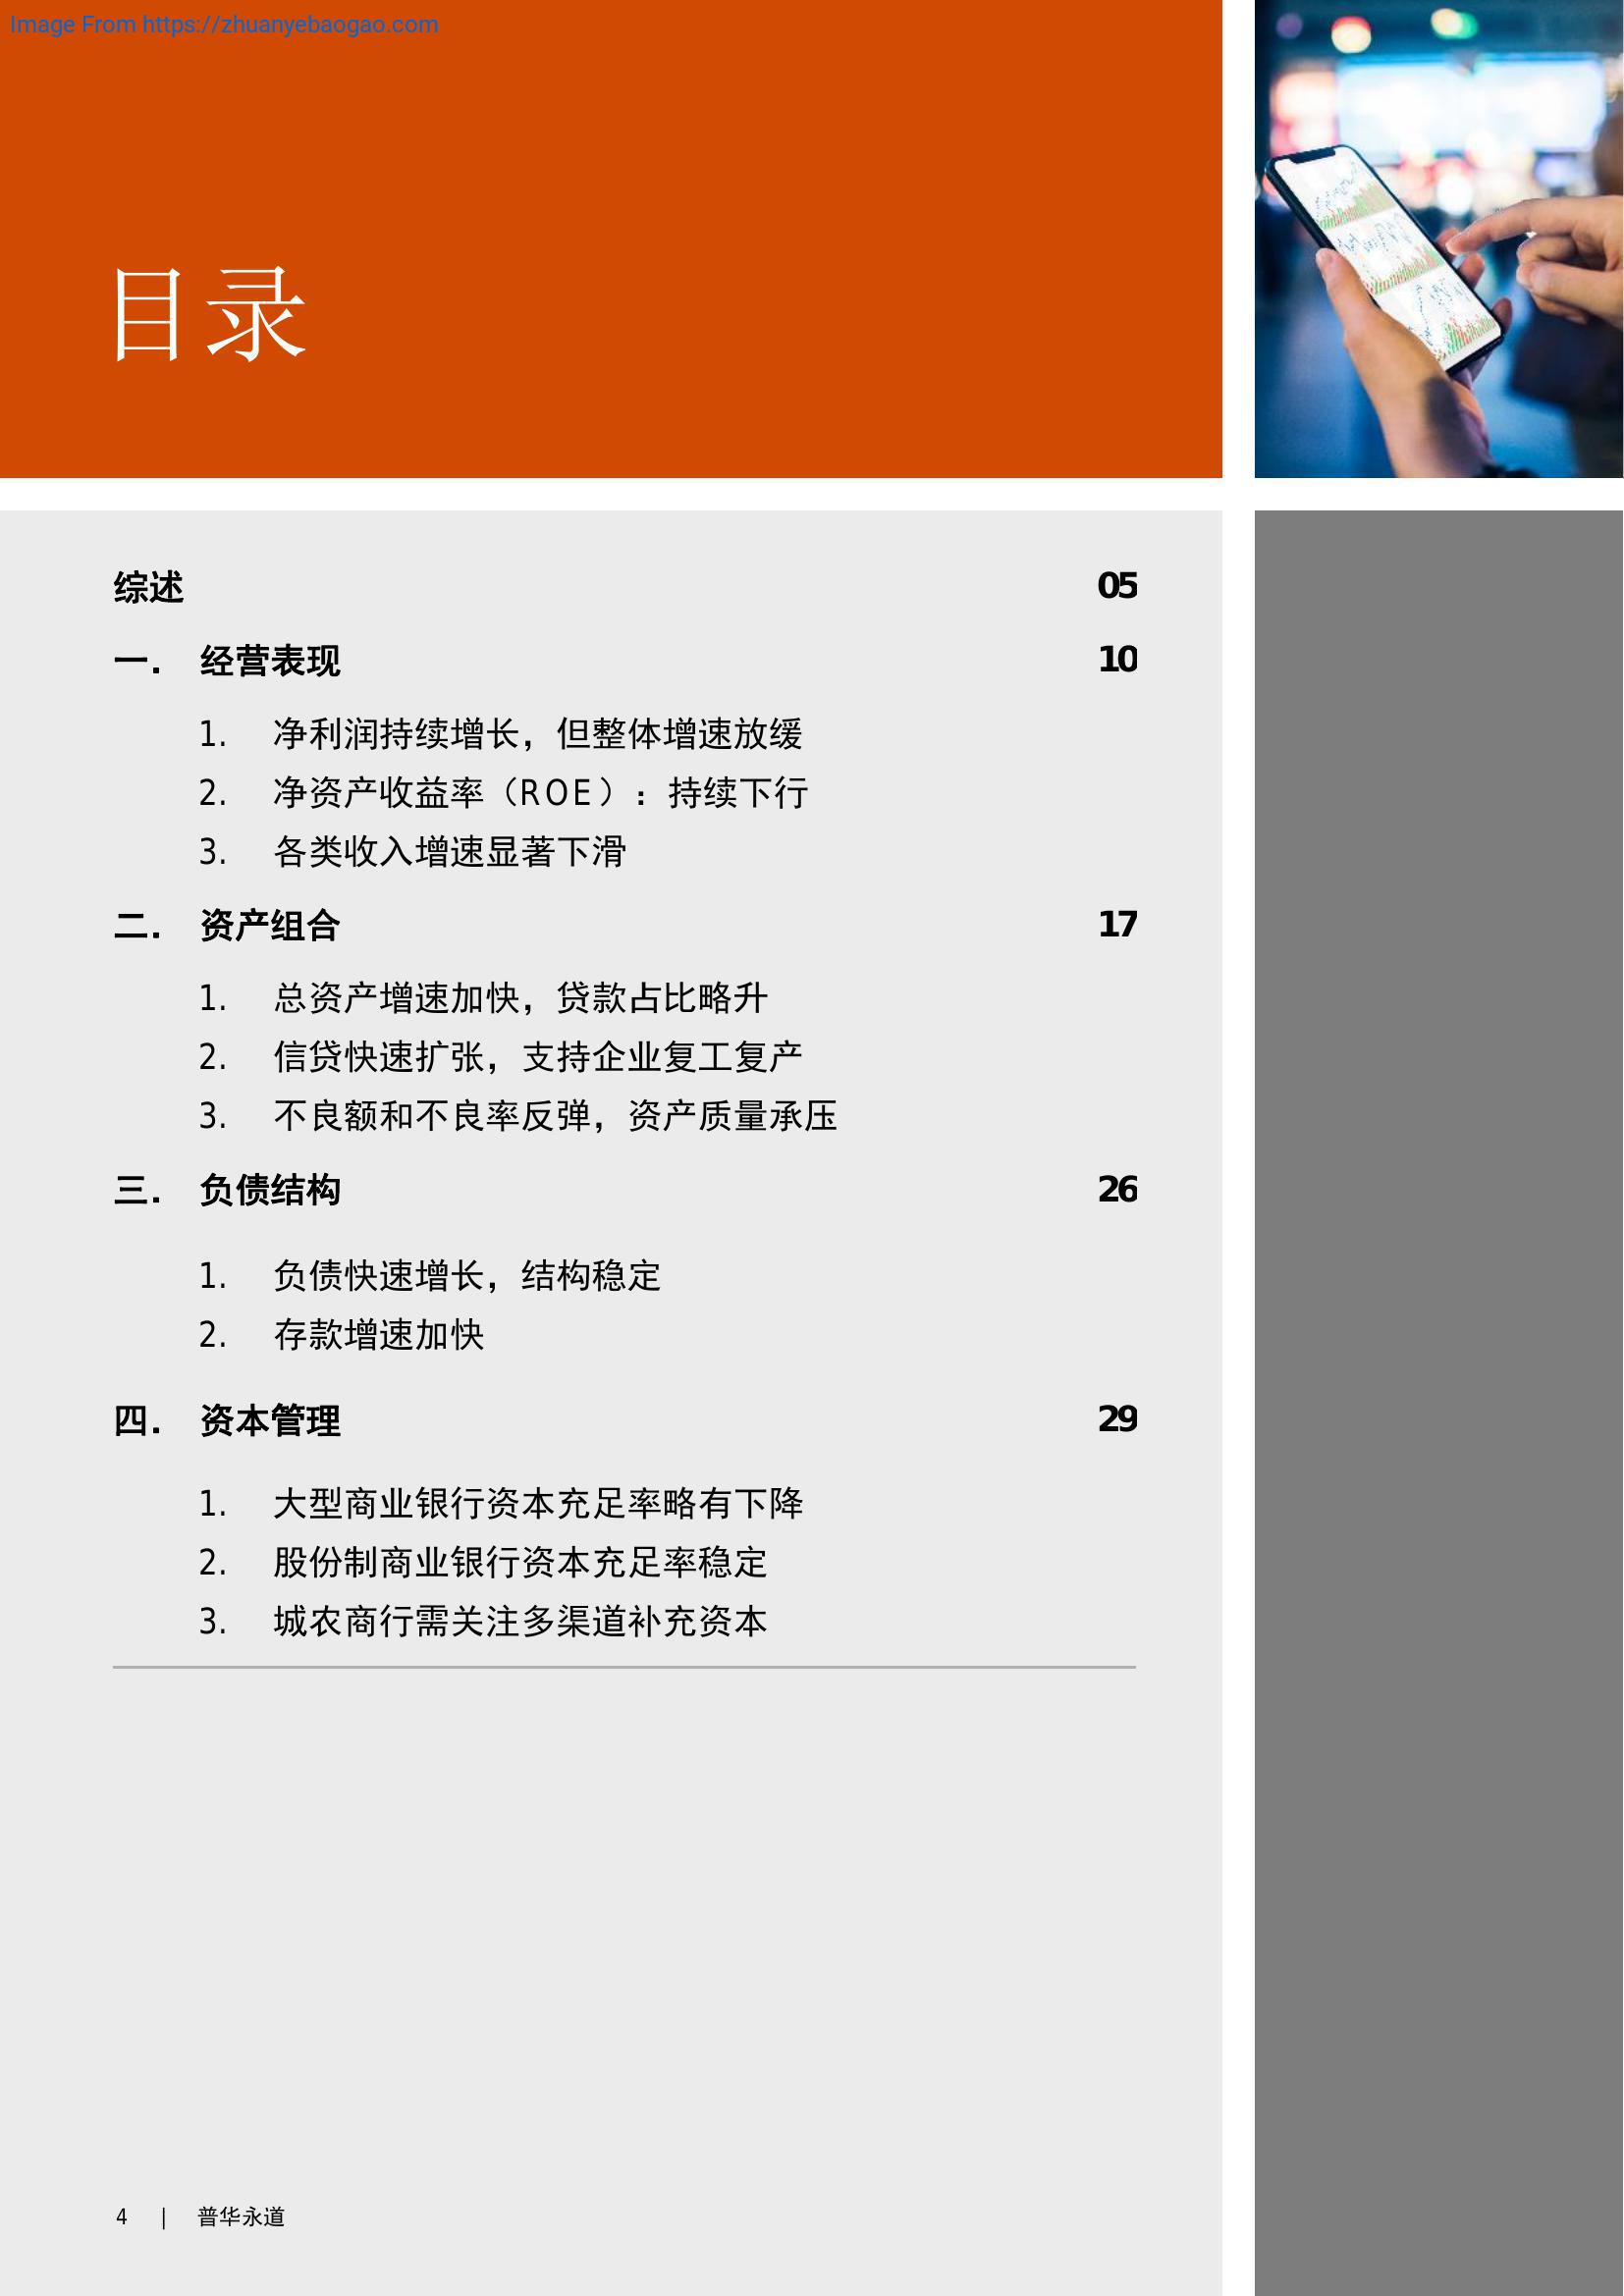 Image From https://zhuanyebaogao.com
目录
综述 05
一. 经营表现 10
1. 净利润持续增长，但整体增速放缓
2. 净资产收益率（ROE）：持续下行
3. 各类收入增速显著下滑
二. 资产组合 17
1. 总资产增速加快，贷款占比略升
2. 信贷快速扩张，支持企业复工复产
3. 不良额和不良率反弹，资产质量承压
三. 负债结构 26
1. 负债快速增长，结构稳定
2. 存款增速加快
四. 资本管理 29
1. 大型商业银行资本充足率略有下降
2. 股份制商业银行资本充足率稳定
3. 城农商行需关注多渠道补充资本
4 | 普华永道